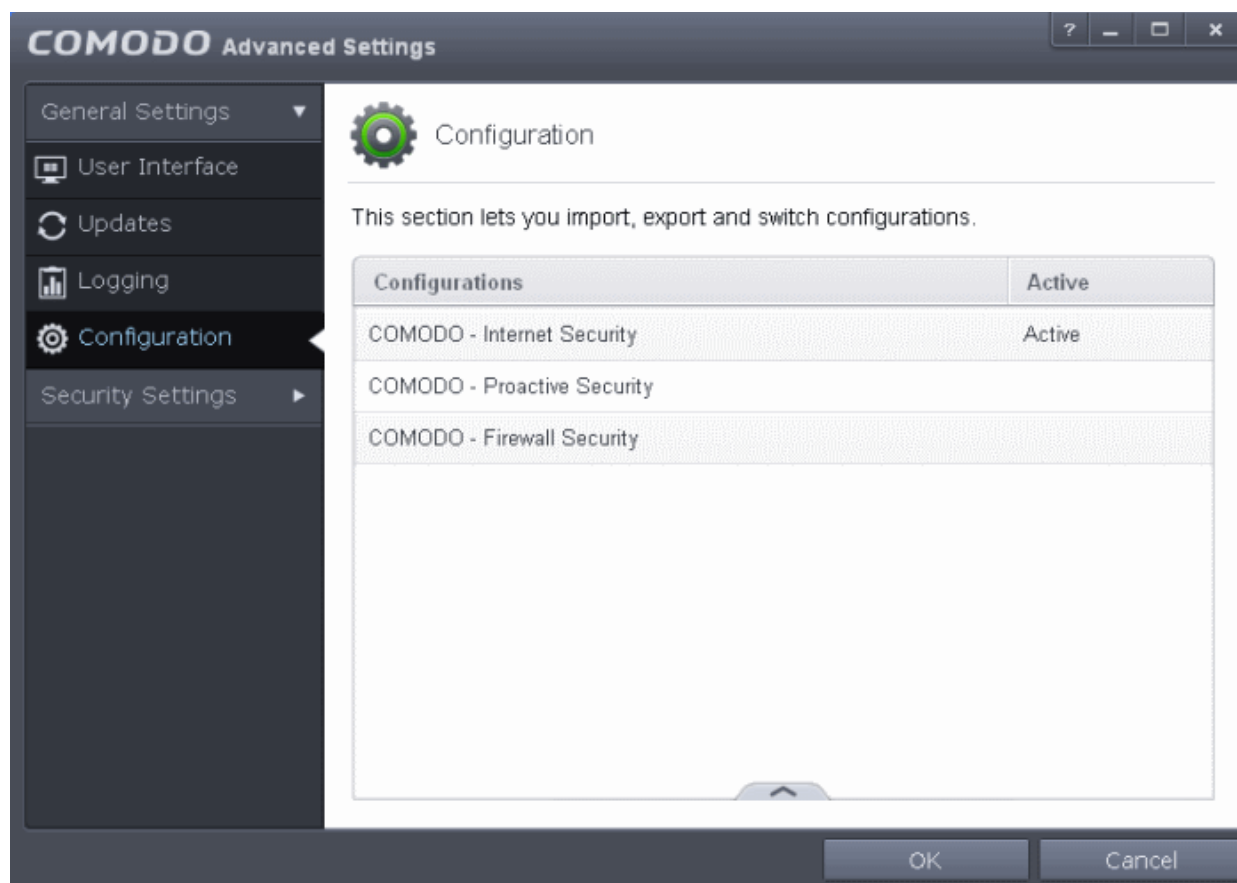 COMODO Advanced Settings
?
General Settings
User Interface
Updates
Logging
Configuration
Security Settings
Configuration
This section lets you import, export and switch configurations.
Configurations Active
COMODO - Internet Security Active
COMODO - Proactive Security
COMODO - Firewall Security
OK Cancel